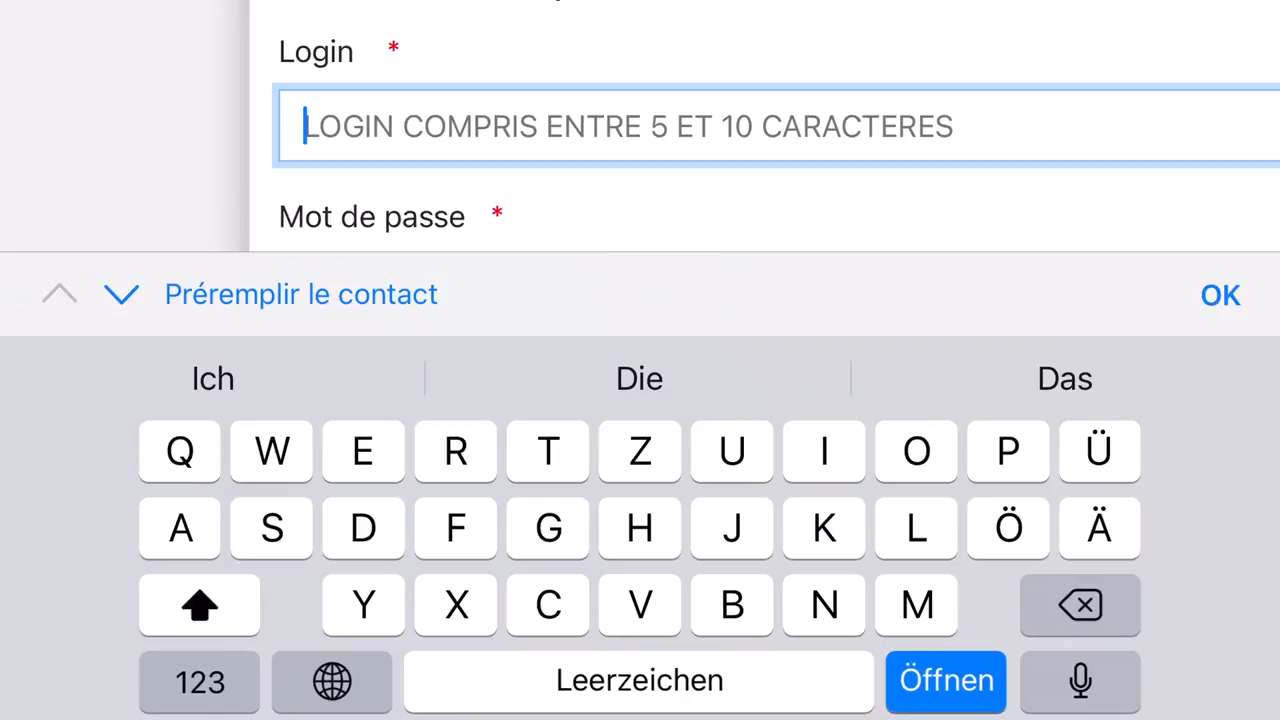 Login *
LOGIN COMPRIS ENTRE 5 ET 10 CARACTERES
Mot de passe *
Préremplir le contact OK
Ich Die Das
Q W E R T Z U I O P Ü
A S D F G H J K L Ö Ä
Y X C V B N M
123 Leerzeichen Öffnen